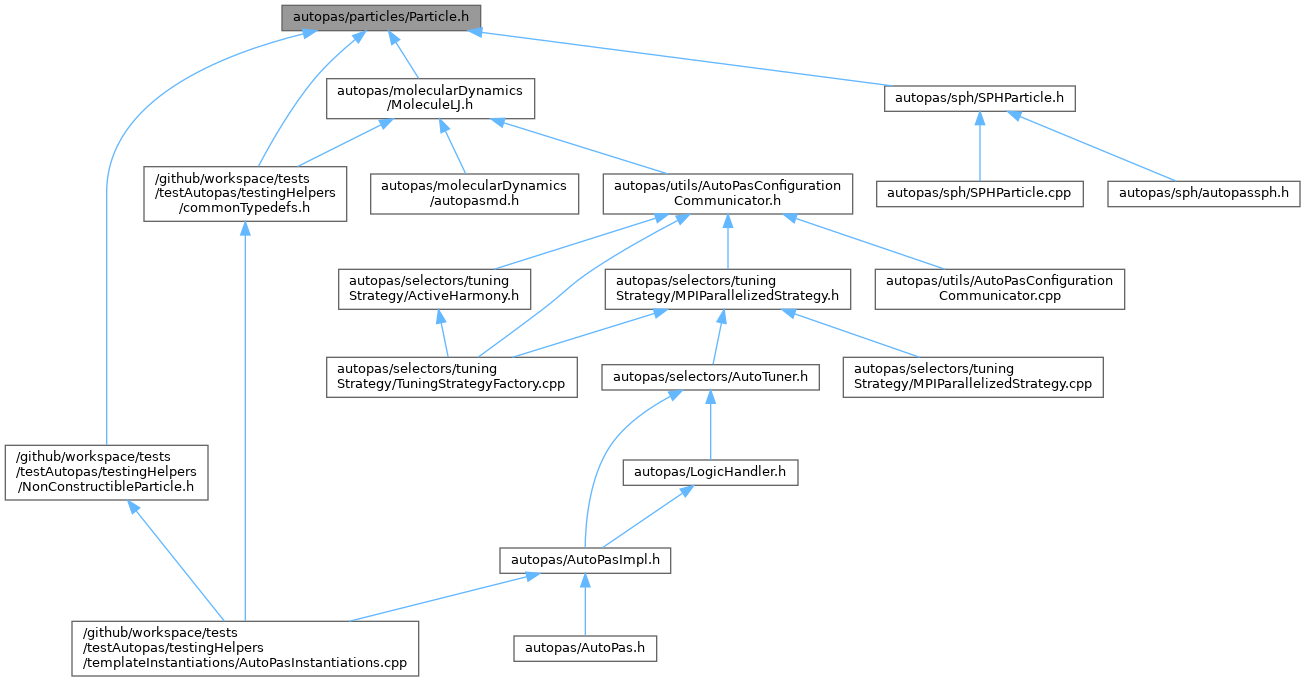 autopas/particles/Particle.h
autopas/molecularDynamics
/MoleculeLJ.h
autopas/sph/SPHParticle.h
/github/workspace/tests
/testAutopas/testingHelpers
/commonTypedefs.h
autopas/molecularDynamics
/autopasmd.h
autopas/utils/AutoPasConfiguration
Communicator.h
autopas/sph/SPHParticle.cpp
autopas/sph/autopassph.h
autopas/selectors/tuning
Strategy/ActiveHarmony.h
autopas/selectors/tuning
Strategy/MPIParallelizedStrategy.h
autopas/utils/AutoPasConfiguration
Communicator.cpp
autopas/selectors/tuning
Strategy/TuningStrategyFactory.cpp
autopas/selectors/AutoTuner.h
autopas/selectors/tuning
Strategy/MPIParallelizedStrategy.cpp
/github/workspace/tests
/testAutopas/testingHelpers
/NonConstructibleParticle.h
autopas/LogicHandler.h
autopas/AutoPasImpl.h
/github/workspace/tests
/testAutopas/testingHelpers
/templateInstantiations/AutoPasInstantiations.cpp
autopas/AutoPas.h